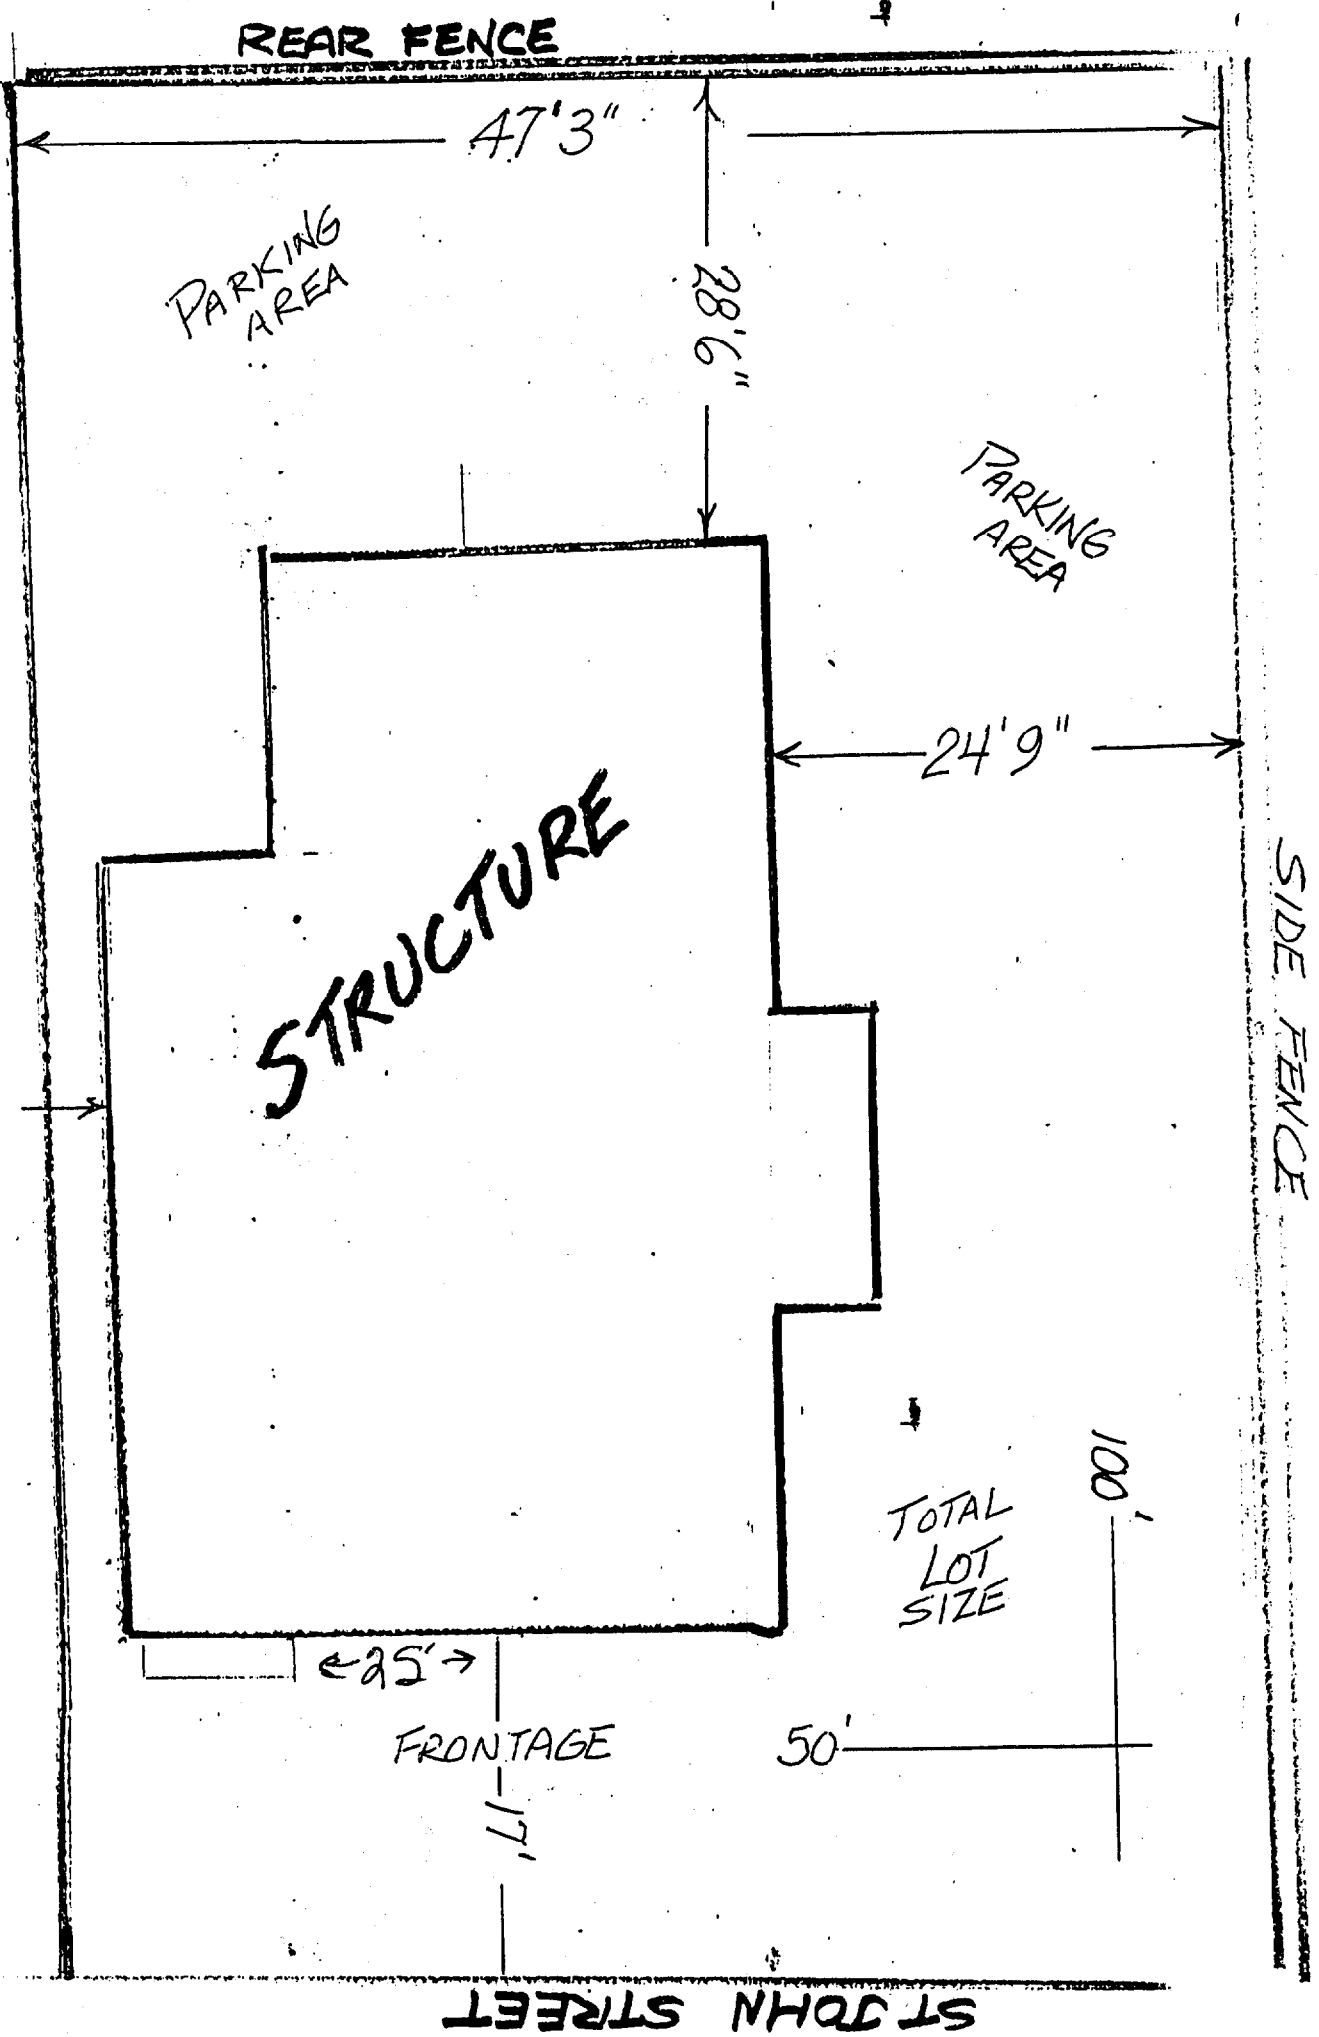 REAR FENCE
47'3"
PARKING
AREA
28'6"
PARKING
AREA
24'9"
STRUCTURE
SIDE FENCE
100'
TOTAL
LOT
SIZE
25'
FRONTAGE
50'
17'
ST JOHN STREET